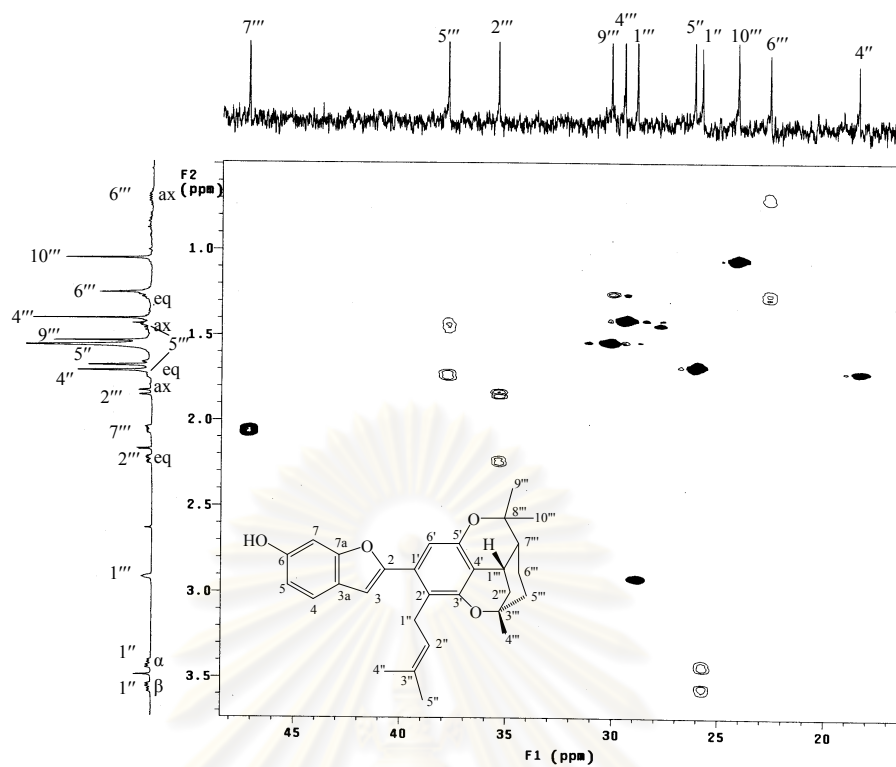 7‴ 5‴ 2‴ 9‴ 4‴ 1‴ 5″ 1″ 10‴ 6‴ 4″
F2
(ppm)
6‴ ax
10‴
6‴ eq
4‴ ax
9‴ 5‴
5″
4″ eq
2‴ ax
7‴
2‴ eq
1‴
1″ α
1″ β
1.0
1.5
2.0
2.5
3.0
3.5
9‴
O 8‴ 10‴
HO 7 7a O 6' 5' H 7‴
6 2 1' 4' 1‴ 6‴
5 3a 3 2' 3' 2‴ 5‴
4 O 3‴
1″ 4‴
2″
4″ 3″
5″
45 40 35 30 25 20
F1 (ppm)